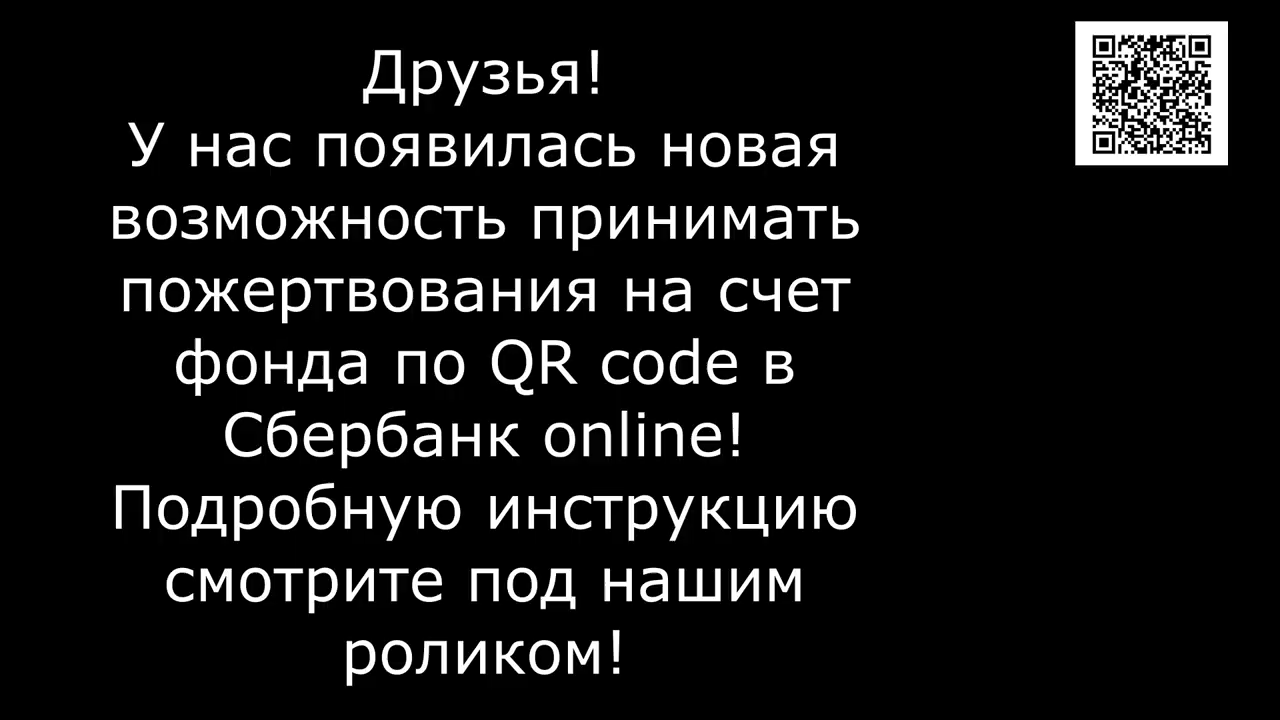 Друзья!
У нас появилась новая
возможность принимать
пожертвования на счет
фонда по QR code в
Сбербанк online!
Подробную инструкцию
смотрите под нашим
роликом!